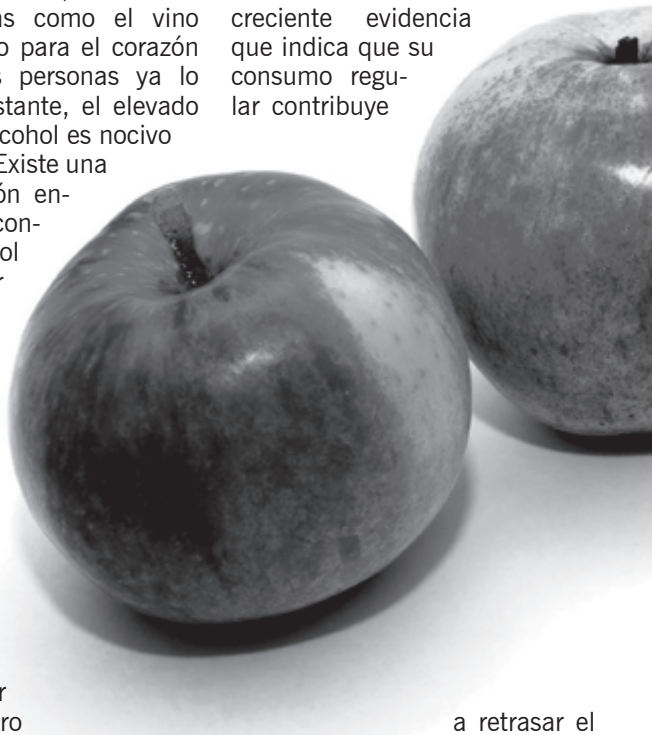 as como el vino
o para el corazón
s personas ya lo
stante, el elevado
cohol es nocivo
Existe una
ón en-
con-
ol
r
r
ro
creciente evidencia
que indica que su
consumo regu-
lar contribuye
a retrasar el